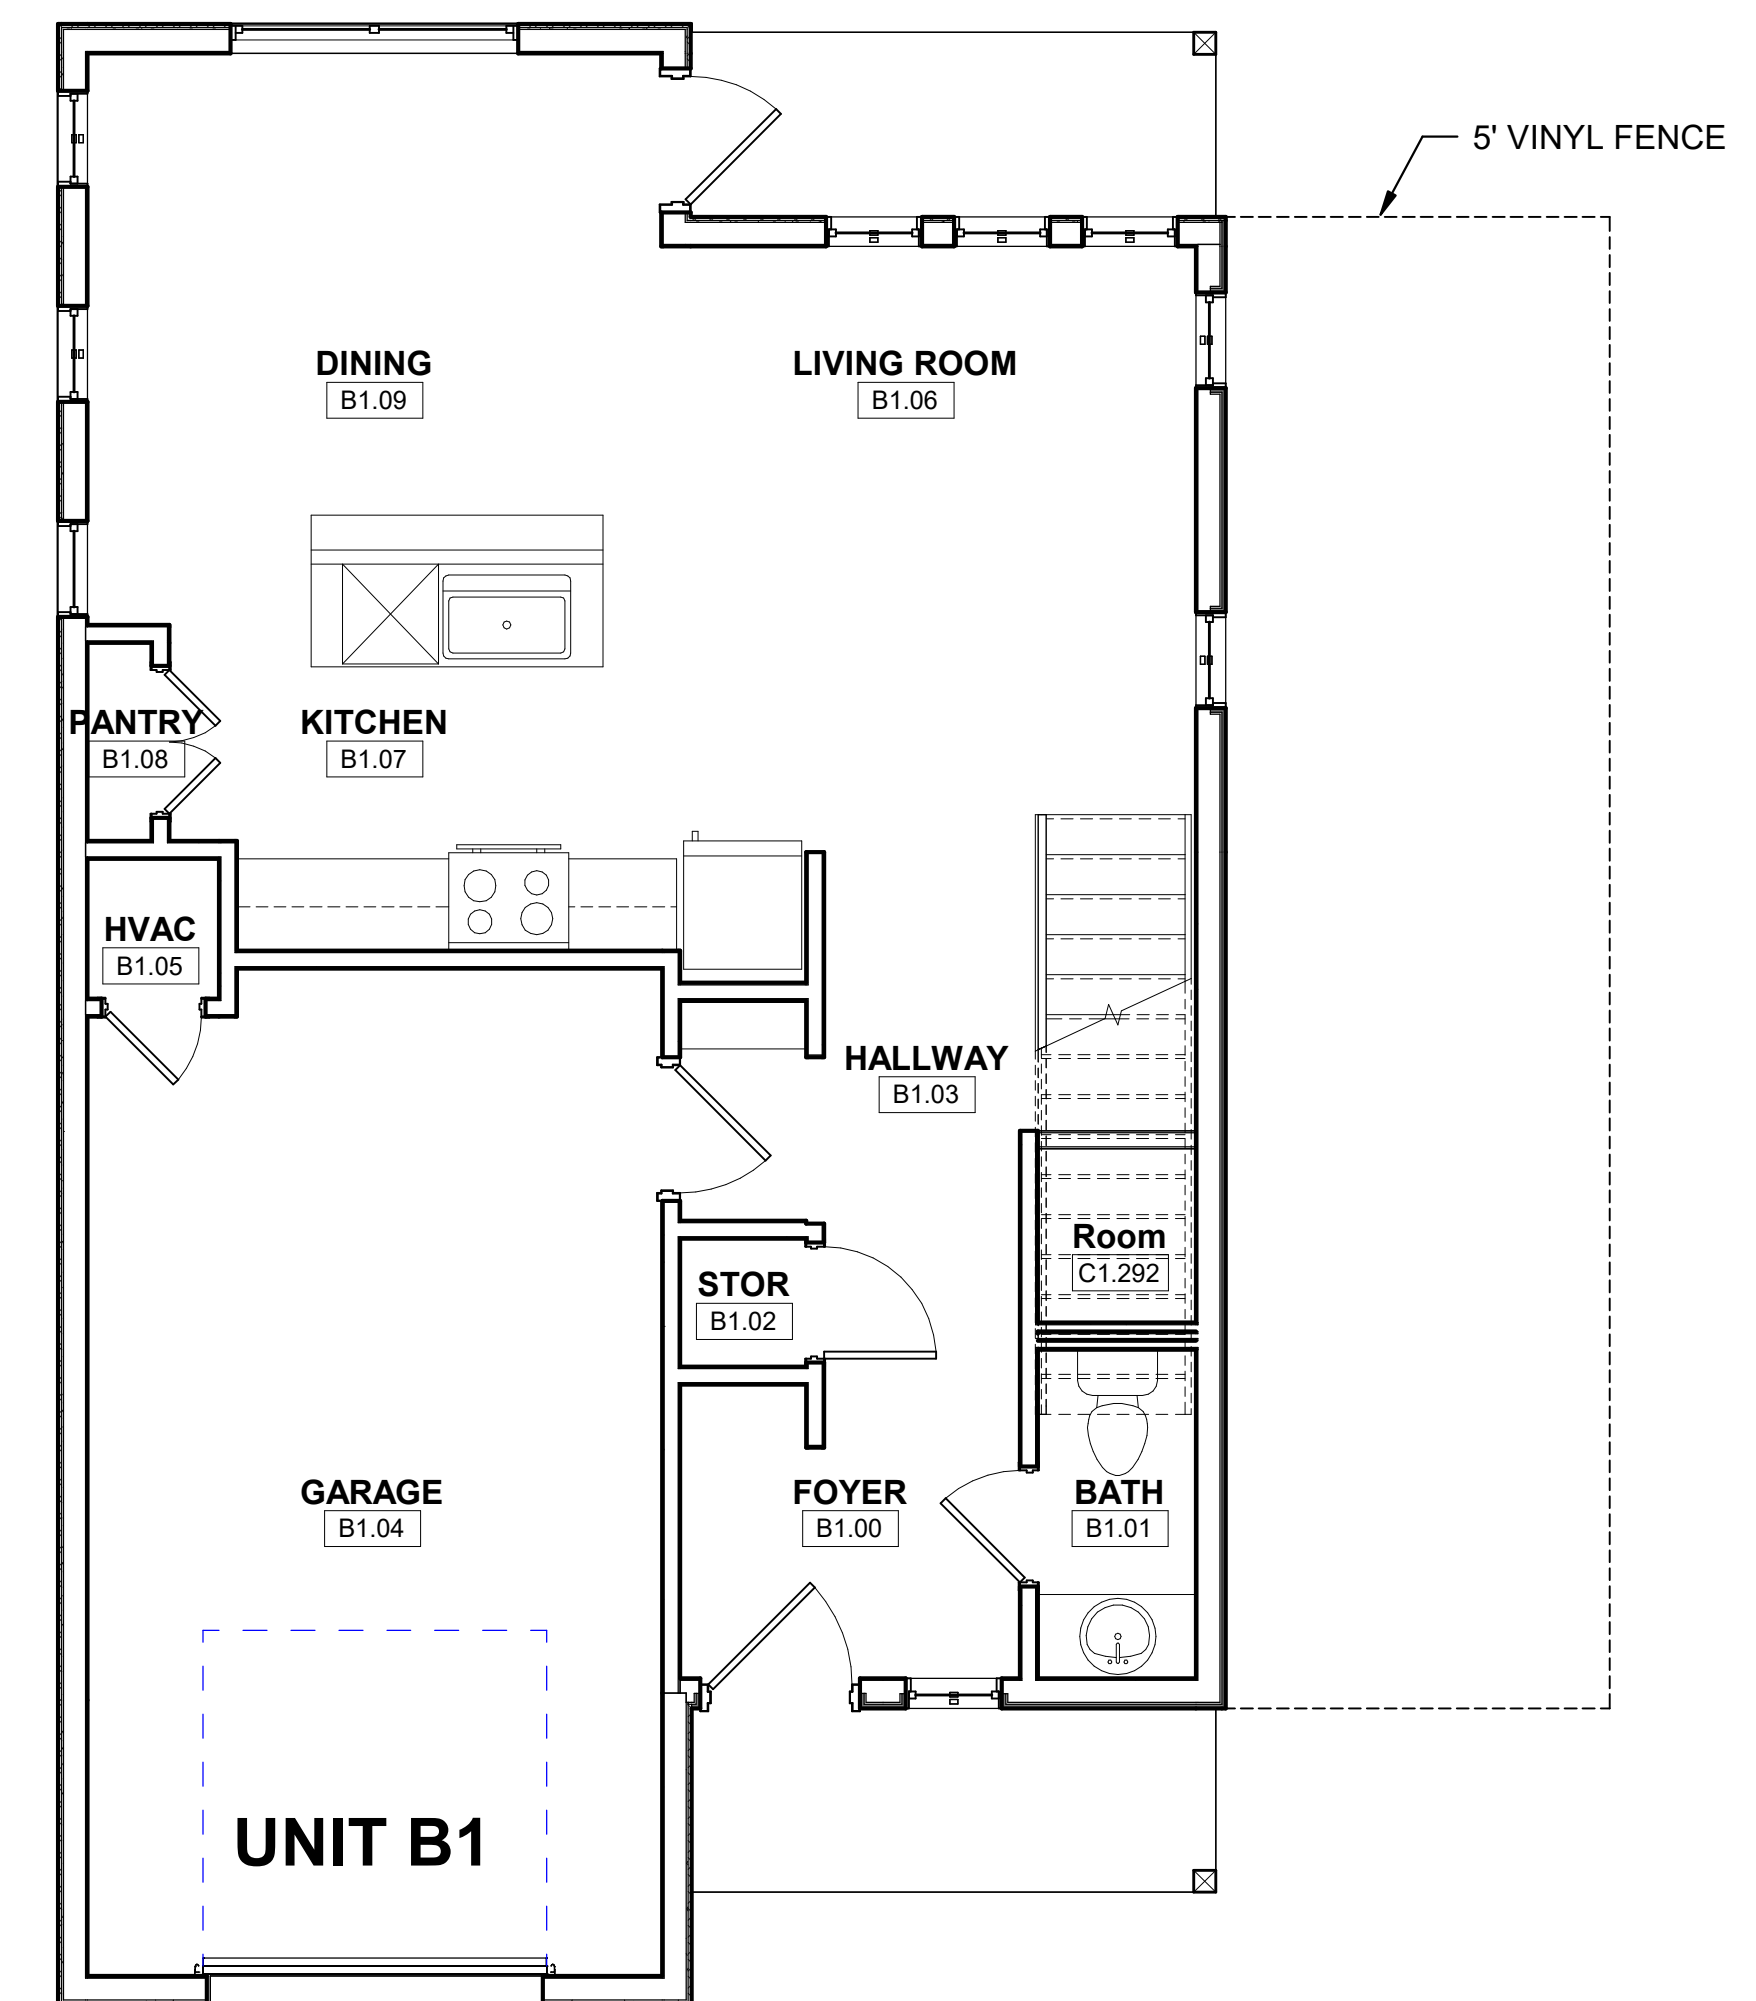 5' VINYL FENCE
DINING
B1.09
LIVING ROOM
B1.06
PANTRY
B1.08
KITCHEN
B1.07
HVAC
B1.05
HALLWAY
B1.03
Room
C1.292
STOR
B1.02
GARAGE
B1.04
FOYER
B1.00
BATH
B1.01
UNIT B1